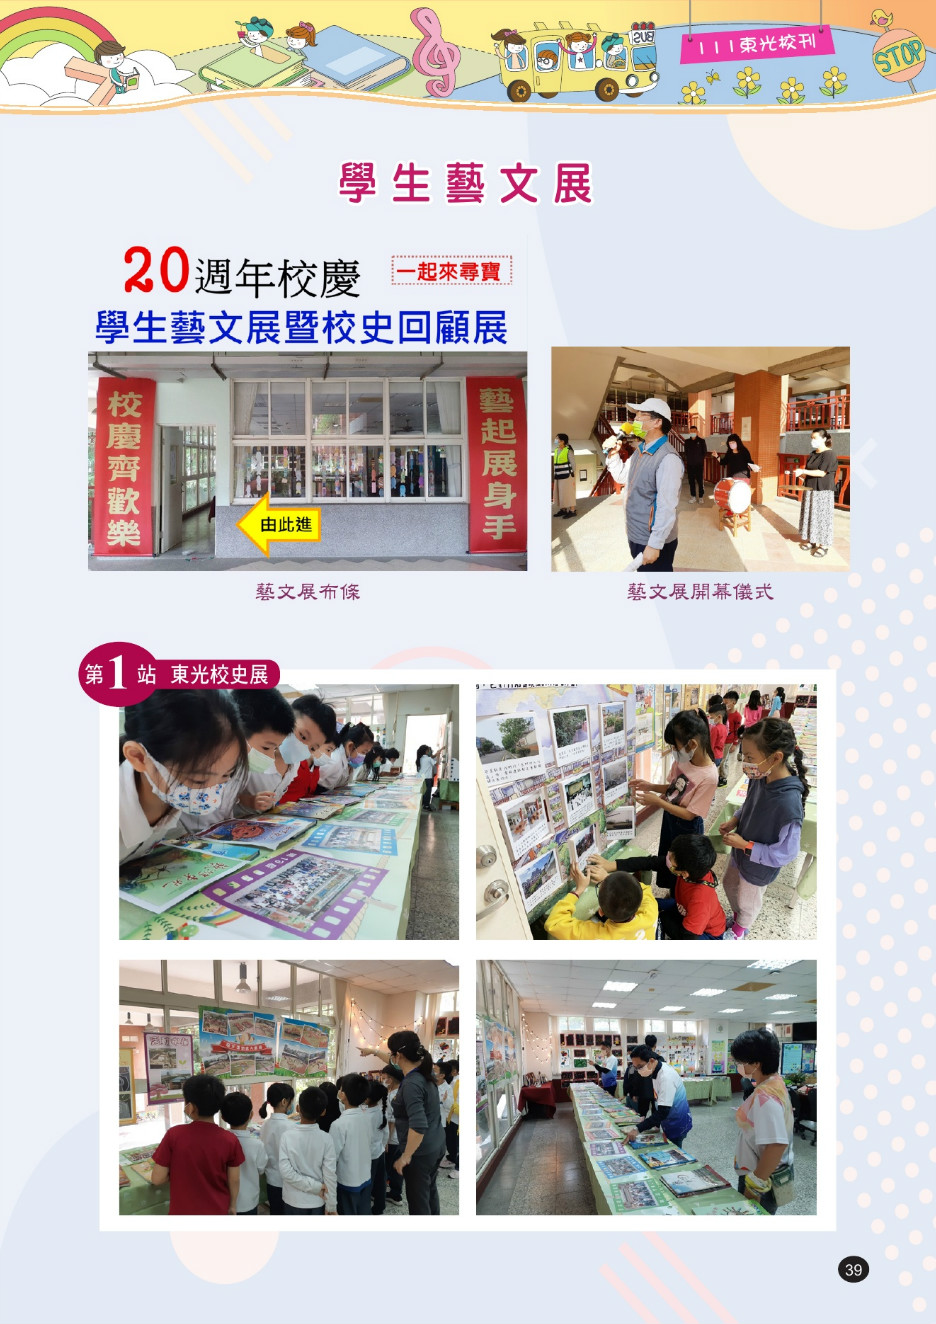 BUS
111東光校刊
STOP
學生藝文展
20週年校慶
一起來尋寶
學生藝文展暨校史回顧展
校慶齊歡樂
藝起展身手
由此進
藝文展布條
藝文展開幕儀式
第1站 東光校史展
39